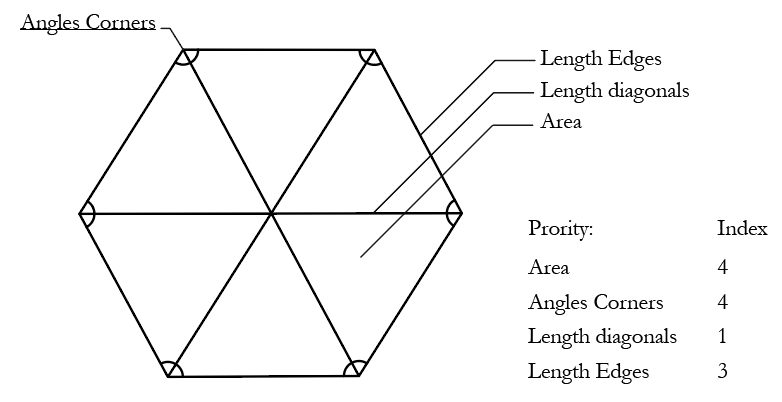 Angles Corners
Length Edges
Length diagonals
Area
Prority: Index
Area 4
Angles Corners 4
Length diagonals 1
Length Edges 3